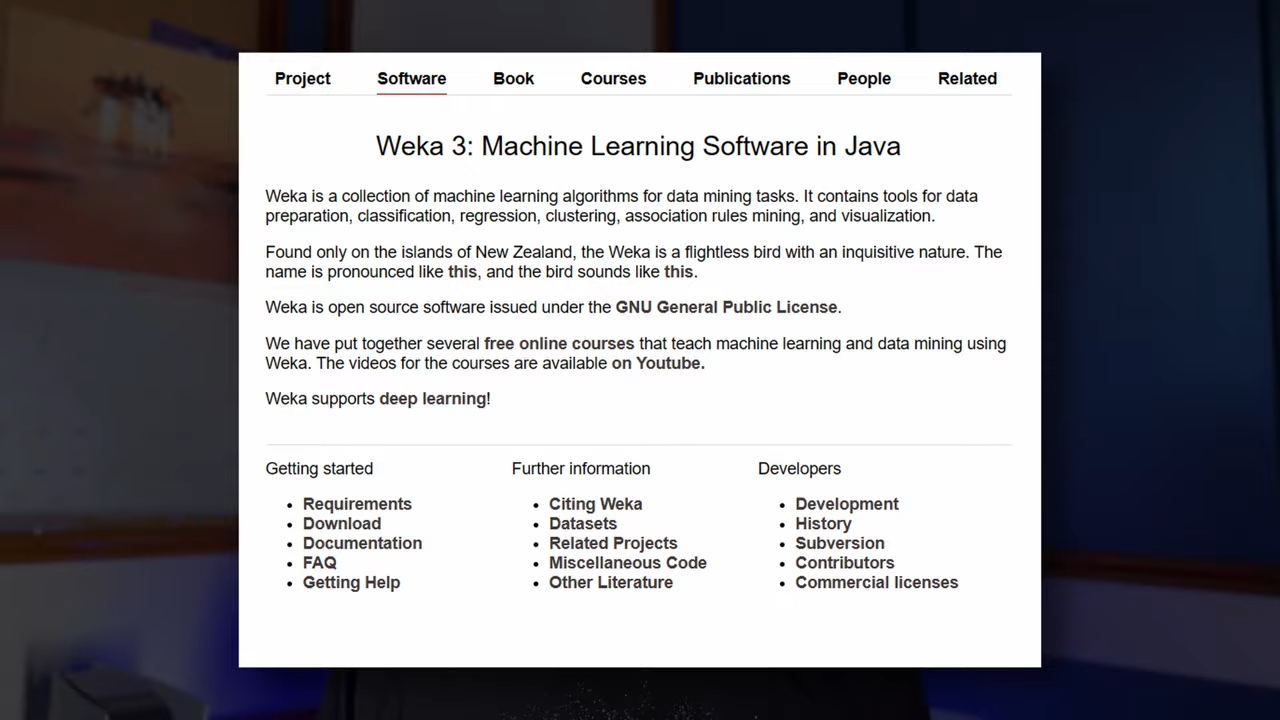 Project Software Book Courses Publications People Related
Weka 3: Machine Learning Software in Java
Weka is a collection of machine learning algorithms for data mining tasks. It contains tools for data
preparation, classification, regression, clustering, association rules mining, and visualization.
Found only on the islands of New Zealand, the Weka is a flightless bird with an inquisitive nature. The
name is pronounced like this, and the bird sounds like this.
Weka is open source software issued under the GNU General Public License.
We have put together several free online courses that teach machine learning and data mining using
Weka. The videos for the courses are available on Youtube.
Weka supports deep learning!
Getting started
Requirements
Download
Documentation
FAQ
Getting Help
Further information
Citing Weka
Datasets
Related Projects
Miscellaneous Code
Other Literature
Developers
Development
History
Subversion
Contributors
Commercial licenses